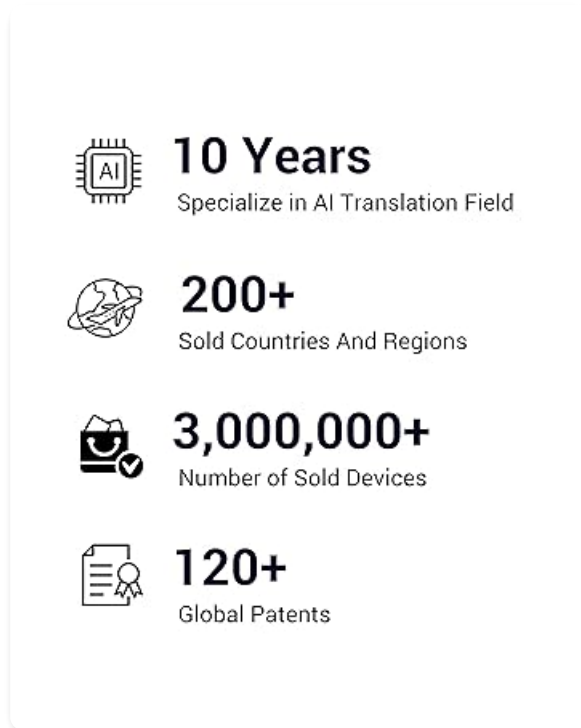 AI
10 Years
Specialize in AI Translation Field
200+
Sold Countries And Regions
3,000,000+
Number of Sold Devices
120+
Global Patents